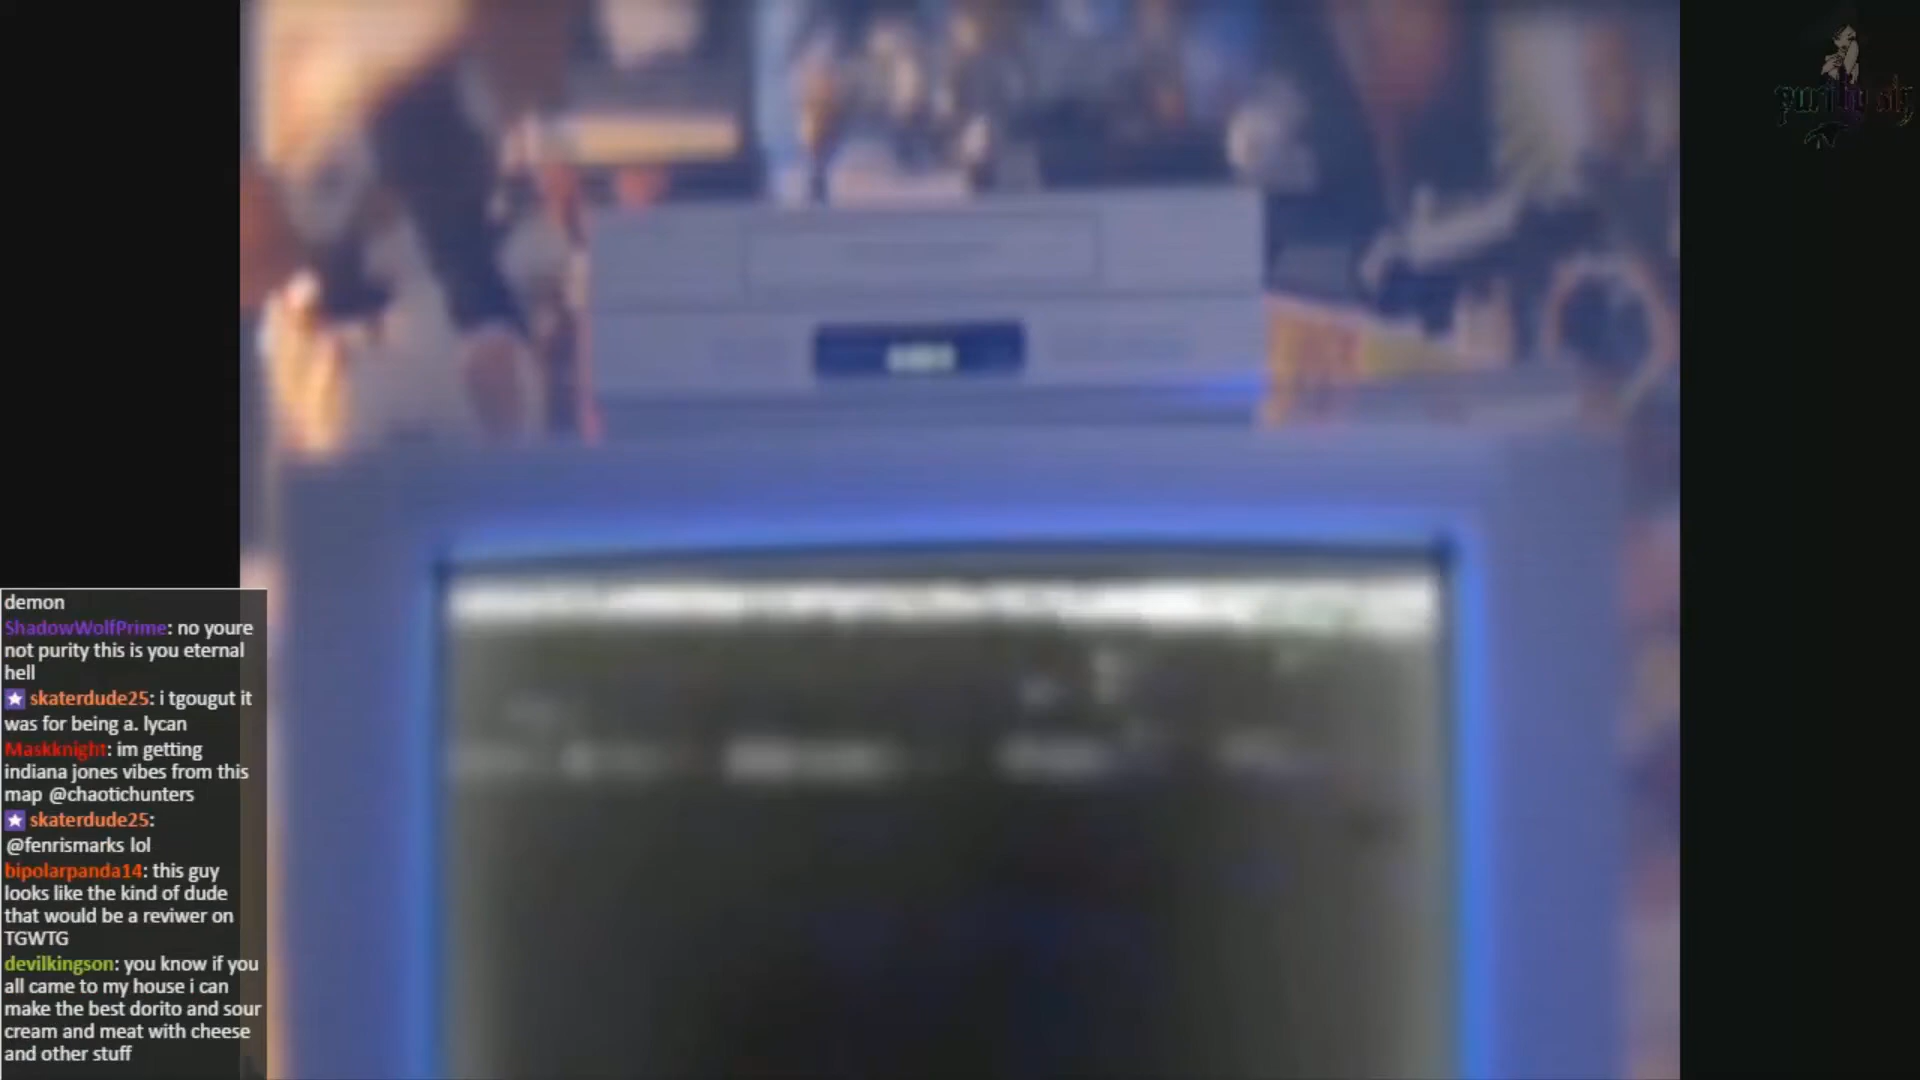 demon
ShadowWolfPrime: no youre
not purity this is you eternal
hell
skaterdude25: i tgougut it
was for being a. lycan
Maskknight: im getting
indiana jones vibes from this
map @chaotichunters
skaterdude25:
@fenrismarks lol
bipolarpanda14: this guy
looks like the kind of dude
that would be a reviwer on
TGWTG
devilkingson: you know if you
all came to my house i can
make the best dorito and sour
cream and meat with cheese
and other stuff